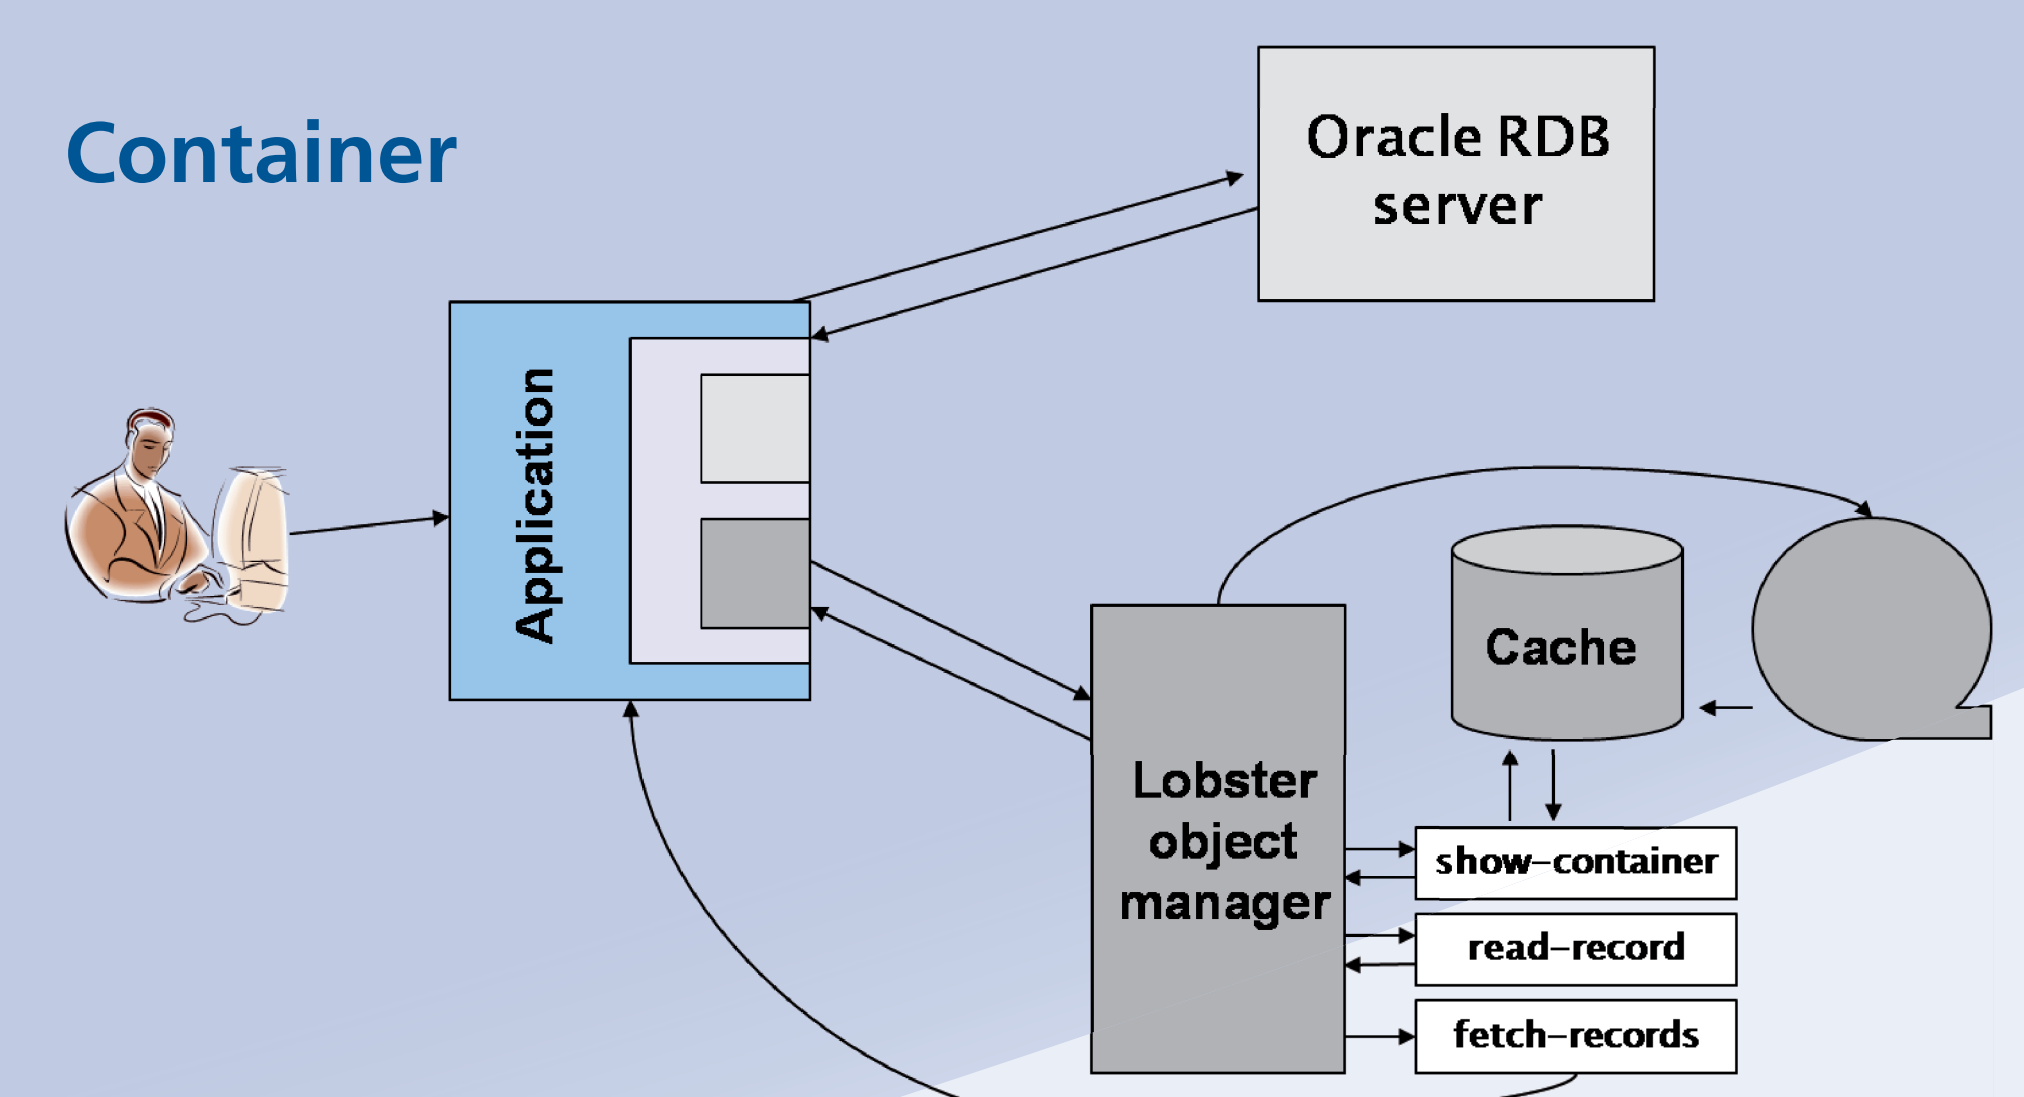 Container
Oracle RDB
server
Application
Cache
Lobster
object
manager
show-container
read-record
fetch-records